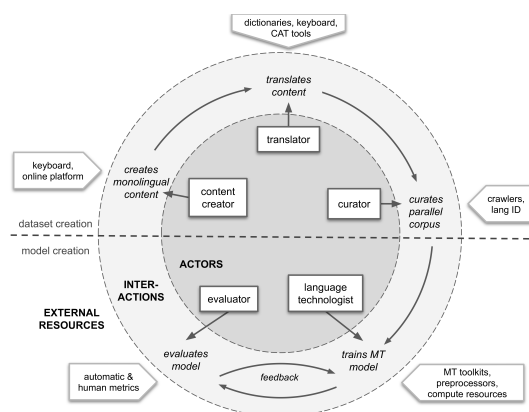 dictionaries, keyboard,
CAT tools
translates
content
translator
keyboard,
online platform
creates
monolingual
content
content
creator
curator
curates
parallel
corpus
crawlers,
lang ID
dataset creation
model creation
ACTORS
INTER-
ACTIONS
EXTERNAL
RESOURCES
evaluator
language
technologist
evaluates
model
feedback
trains MT
model
automatic &
human metrics
MT toolkits,
preprocessors,
compute resources